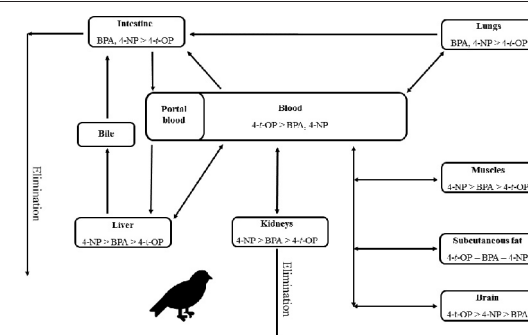 Intestine
BPA, 4-NP > 4-t-OP
Lungs
BPA, 4-NP > 4-t-OP
Portal
blood
Blood
4-t-OP > BPA, 4-NP
Bile
Elimination
Muscles
4-NP > BPA > 4-t-OP
Liver
4-NP > BPA > 4-t-OP
Kidneys
4-NP > BPA > 4-t-OP
Subcutaneous fat
4-t-OP – BPA – 4-NP
Elimination
Brain
4-t-OP > 4-NP > BPA